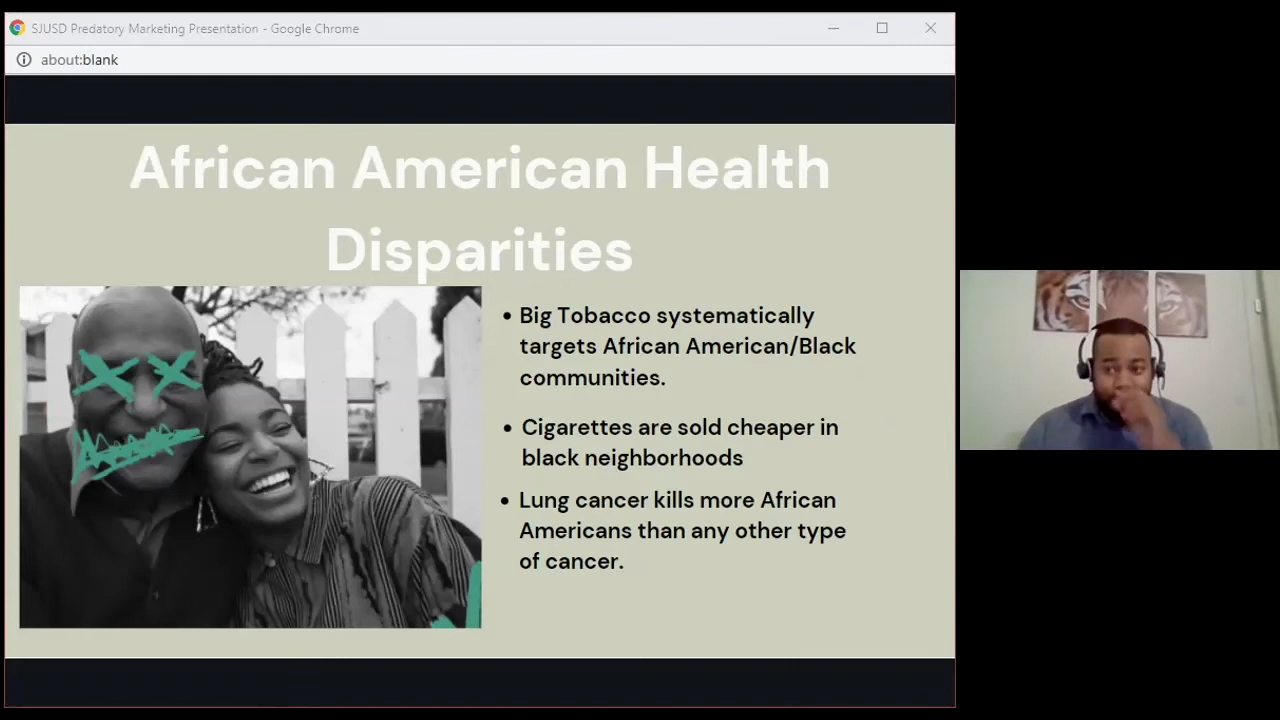 SJUSD Predatory Marketing Presentation - Google Chrome
about:blank
African American Health
Disparities
• Big Tobacco systematically
targets African American/Black
communities.
• Cigarettes are sold cheaper in
black neighborhoods
• Lung cancer kills more African
Americans than any other type
of cancer.